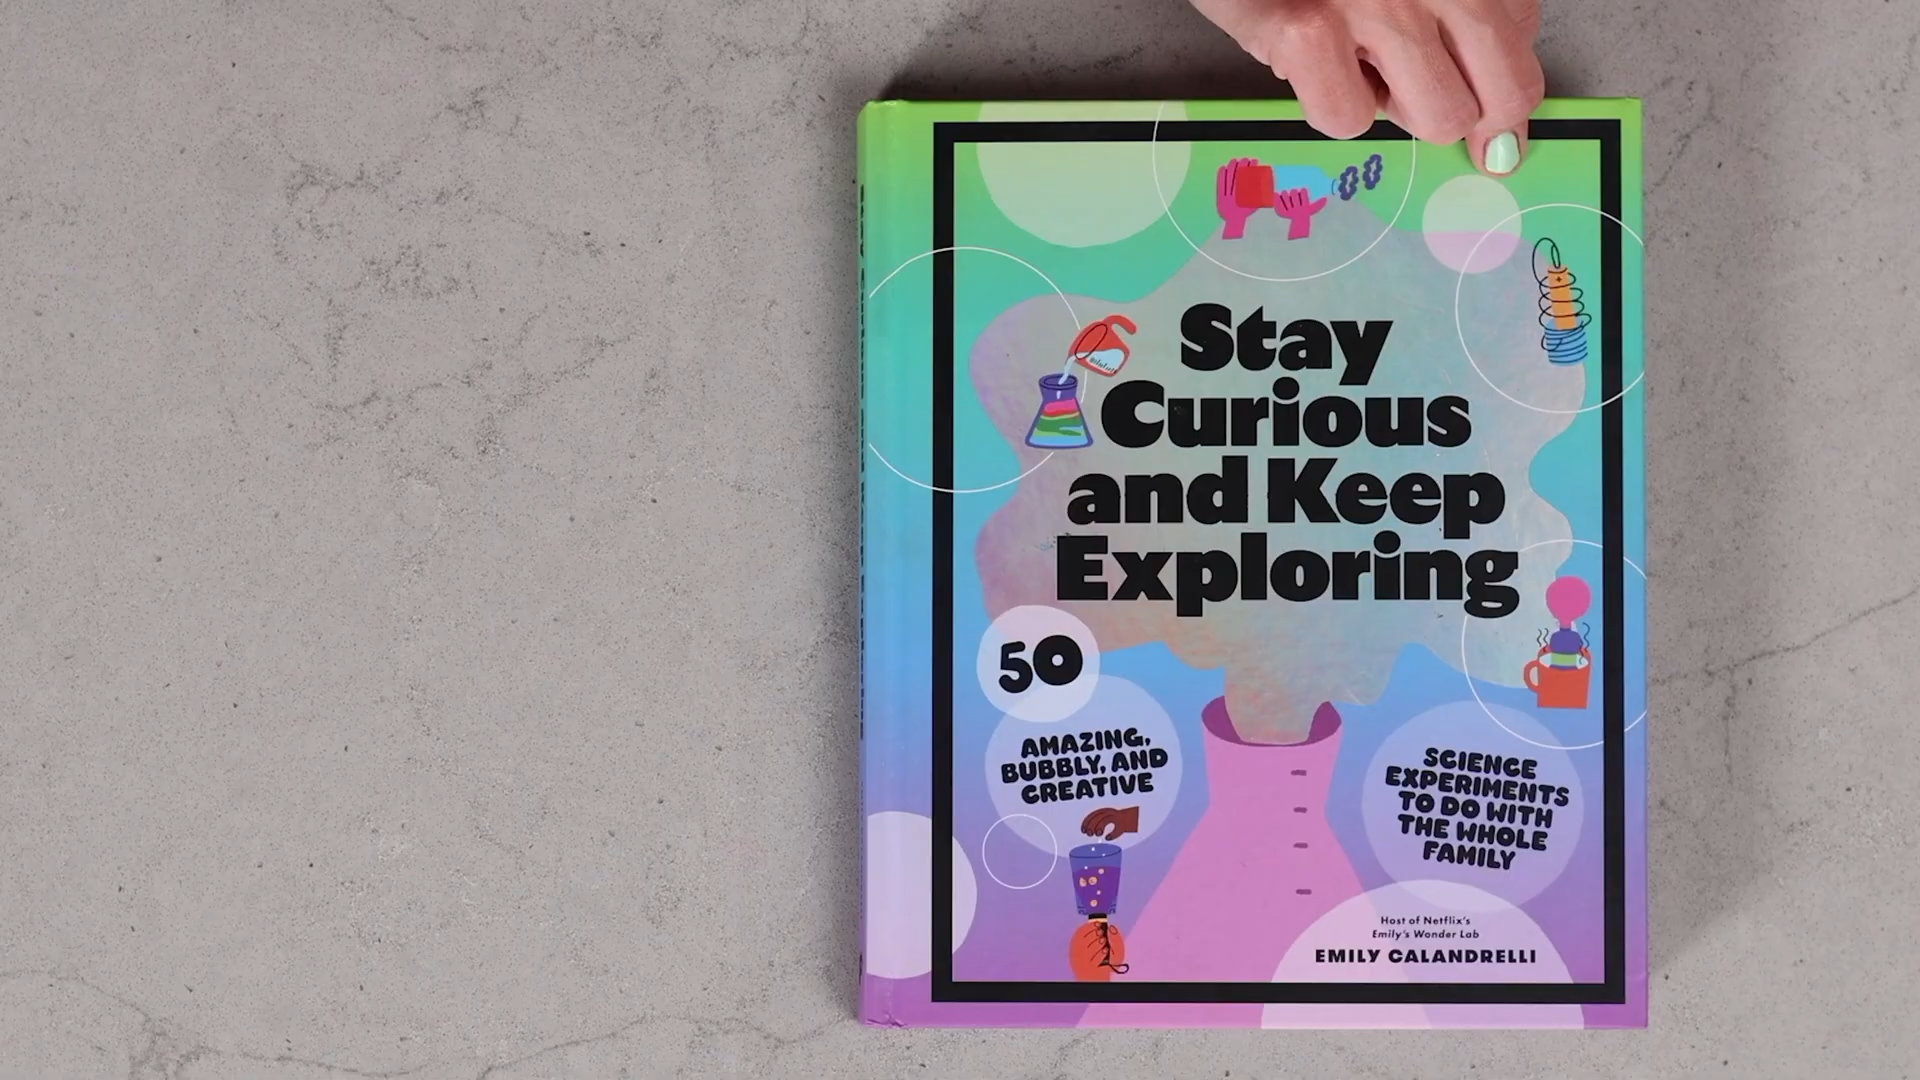 Stay
Curious
and Keep
Exploring
50
AMAZING,
BUBBLY, AND
CREATIVE
SCIENCE
EXPERIMENTS
TO DO WITH
THE WHOLE
FAMILY
Host of Netflix's
Emily's Wonder Lab
EMILY CALANDRELLI